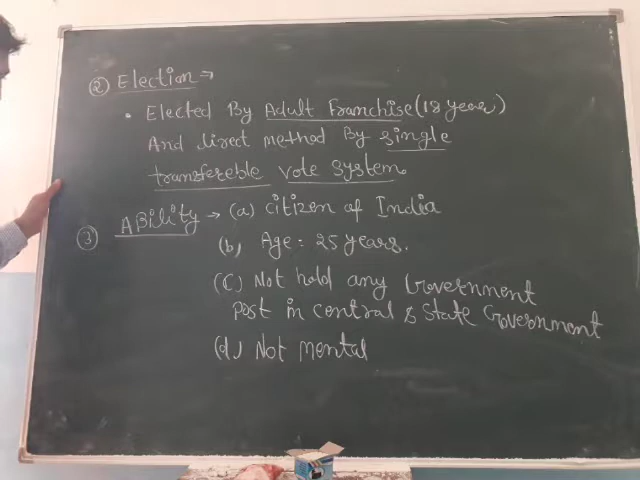 ② Election →
• Elected By Adult Franchise (18 year)
And direct method By single
transfereble vote system.
③ ABility → (a) citizen of India
(b) Age = 25 years.
(C) Not hold any Government
Post in central & State Government
(d) Not mental